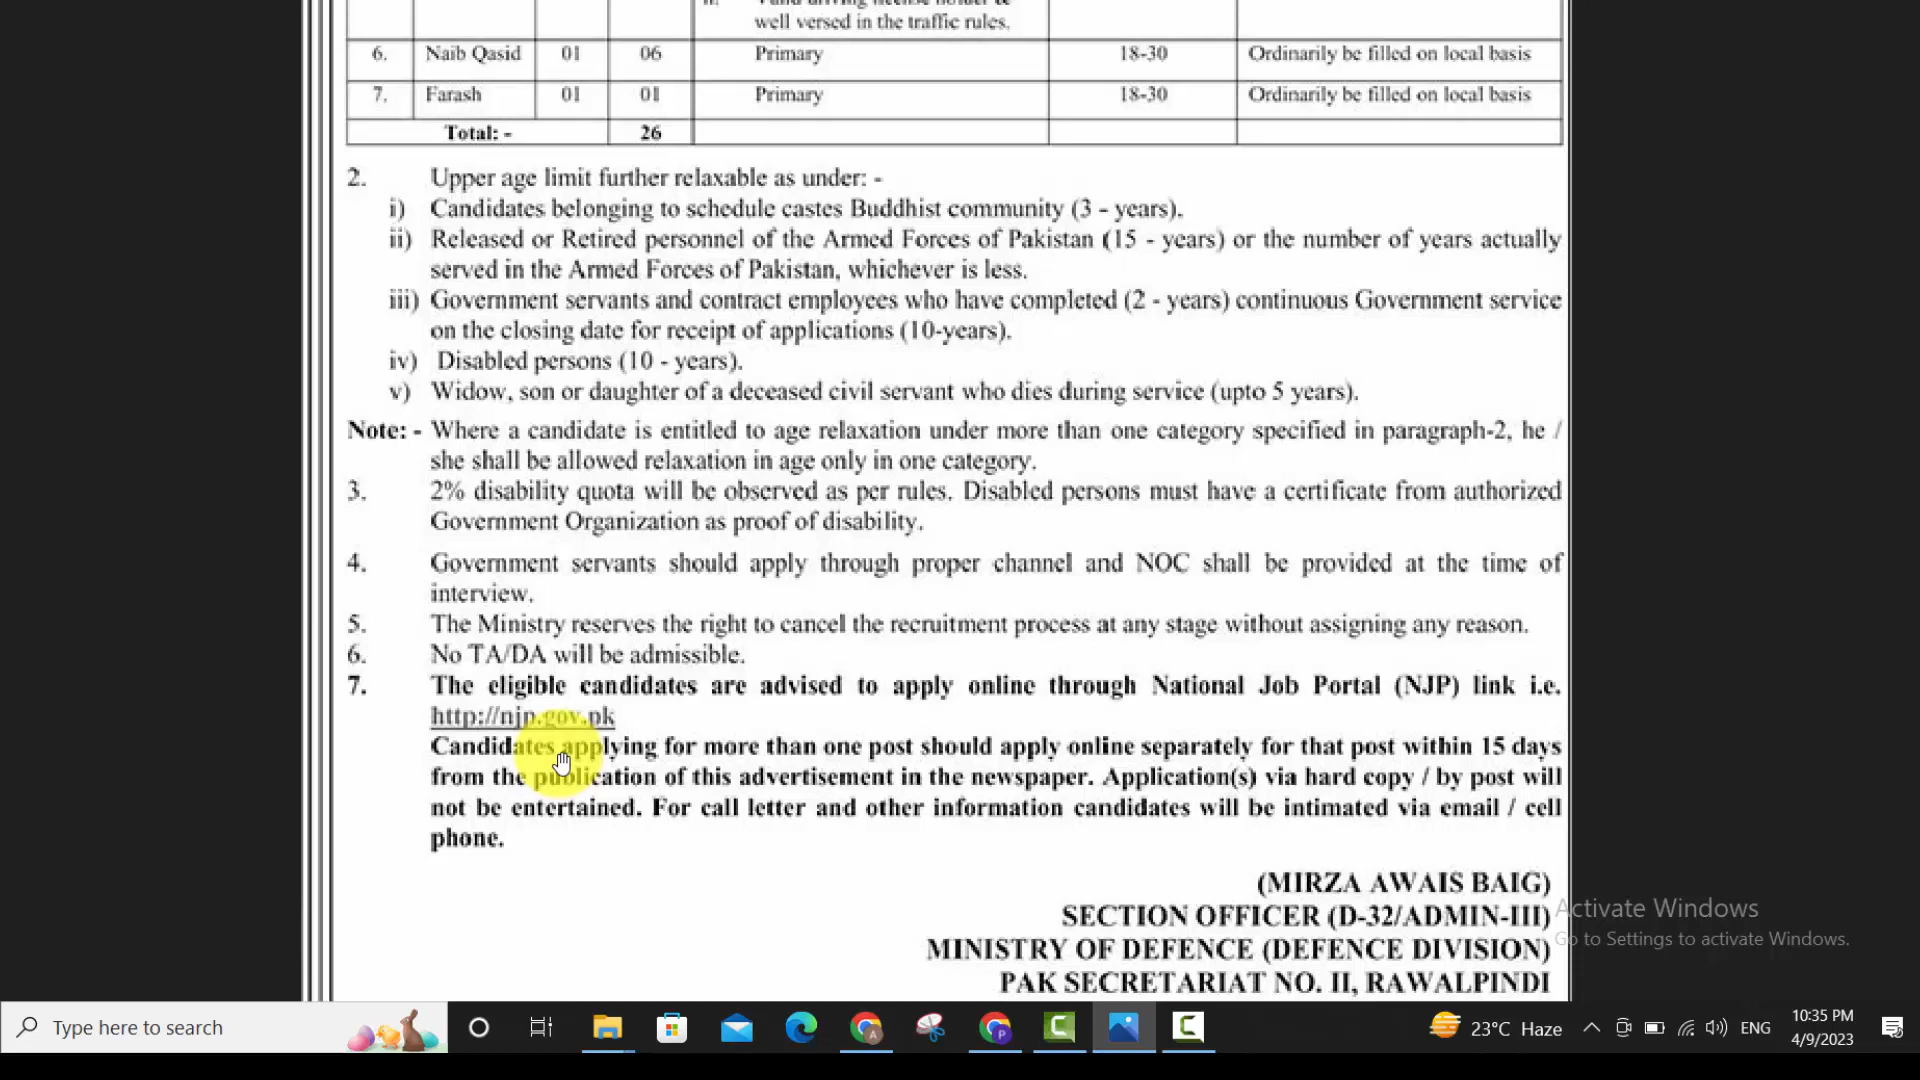 well versed in the traffic rules.
6. Naib Qasid 01 06 Primary 18-30 Ordinarily be filled on local basis
7. Farash 01 01 Primary 18-30 Ordinarily be filled on local basis
Total: - 26
2. Upper age limit further relaxable as under: -
i) Candidates belonging to schedule castes Buddhist community (3 - years).
ii) Released or Retired personnel of the Armed Forces of Pakistan (15 - years) or the number of years actually
served in the Armed Forces of Pakistan, whichever is less.
iii) Government servants and contract employees who have completed (2 - years) continuous Government service
on the closing date for receipt of applications (10-years).
iv) Disabled persons (10 - years).
v) Widow, son or daughter of a deceased civil servant who dies during service (upto 5 years).
Note: - Where a candidate is entitled to age relaxation under more than one category specified in paragraph-2, he /
she shall be allowed relaxation in age only in one category.
3. 2% disability quota will be observed as per rules. Disabled persons must have a certificate from authorized
Government Organization as proof of disability.
4. Government servants should apply through proper channel and NOC shall be provided at the time of
interview.
5. The Ministry reserves the right to cancel the recruitment process at any stage without assigning any reason.
6. No TA/DA will be admissible.
7. The eligible candidates are advised to apply online through National Job Portal (NJP) link i.e.
http://njp.gov.pk
Candidates applying for more than one post should apply online separately for that post within 15 days
from the publication of this advertisement in the newspaper. Application(s) via hard copy / by post will
not be entertained. For call letter and other information candidates will be intimated via email / cell
phone.
(MIRZA AWAIS BAIG)
SECTION OFFICER (D-32/ADMIN-III)
MINISTRY OF DEFENCE (DEFENCE DIVISION)
PAK SECRETARIAT NO. II, RAWALPINDI
Activate Windows
Go to Settings to activate Windows.
Type here to search
23°C Haze
ENG
10:35 PM
4/9/2023